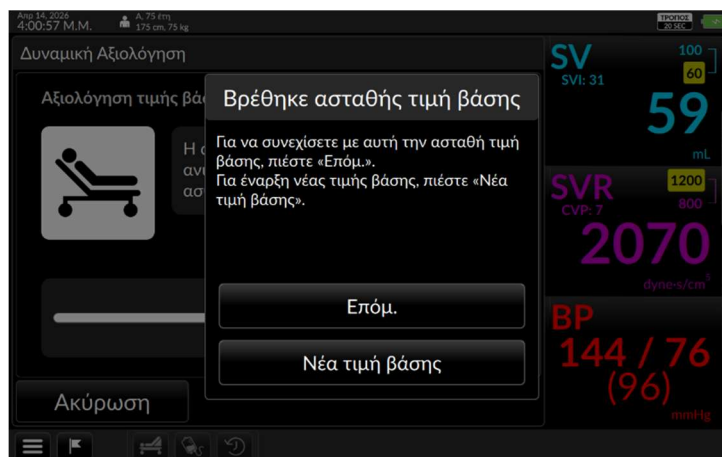 Απρ 14, 2026
4:00:57 Μ.Μ.
Α, 75 έτη
175 cm, 75 kg
ΤΡΟΠΟΣ
20 SEC
Δυναμική Αξιολόγηση
Αξιολόγηση τιμής βά
Η
Βρέθηκε ασταθής τιμή βάσης
Για να συνεχίσετε με αυτή την ασταθή τιμή
βάσης, πιέστε «Επόμ.».
Για έναρξη νέας τιμής βάσης, πιέστε «Νέα
τιμή βάσης».
Επόμ.
Νέα τιμή βάσης
Ακύρωση
SV
SVI: 31
100
60
59
mL
SVR
CVP: 7
1200
800
2070
dyne·s/cm⁵
BP
144 / 76
(96)
mmHg